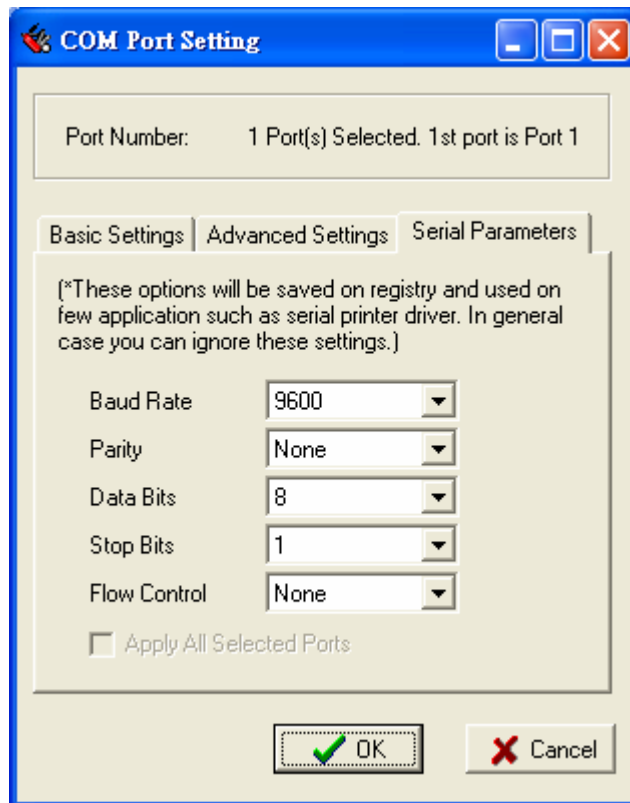 COM Port Setting
Port Number: 1 Port(s) Selected. 1st port is Port 1
Basic Settings Advanced Settings Serial Parameters
(*These options will be saved on registry and used on
few application such as serial printer driver. In general
case you can ignore these settings.)
Baud Rate 9600
Parity None
Data Bits 8
Stop Bits 1
Flow Control None
Apply All Selected Ports
OK Cancel